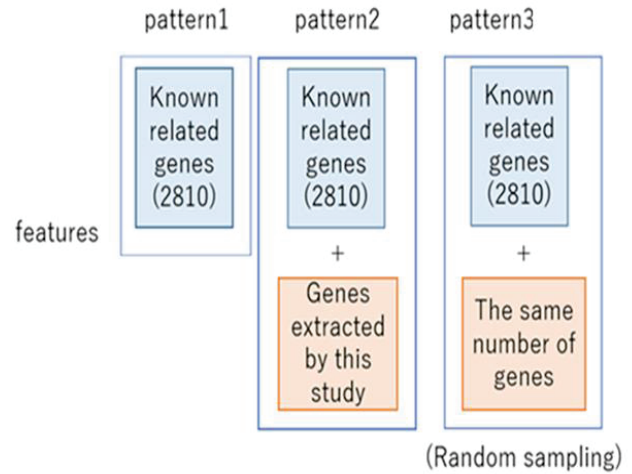 pattern1 pattern2 pattern3
Known
related
genes
(2810)
Known
related
genes
(2810)
Known
related
genes
(2810)
features
+
+
Genes
extracted
by this
study
The same
number of
genes
(Random sampling)